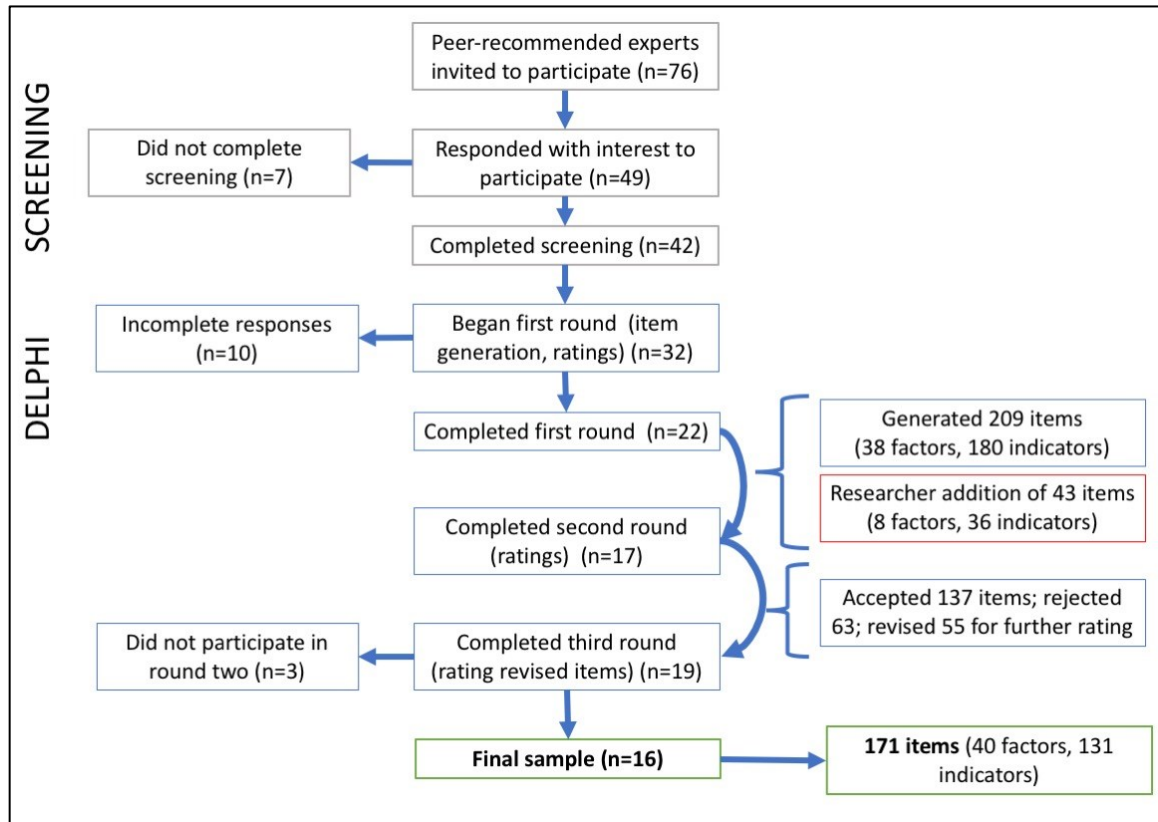 SCREENING
Peer-recommended experts
invited to participate (n=76)
Did not complete
screening (n=7)
Responded with interest to
participate (n=49)
Completed screening (n=42)
DELPHI
Incomplete responses
(n=10)
Began first round (item
generation, ratings) (n=32)
Completed first round (n=22)
Generated 209 items
(38 factors, 180 indicators)
Researcher addition of 43 items
(8 factors, 36 indicators)
Completed second round
(ratings) (n=17)
Accepted 137 items; rejected
63; revised 55 for further rating
Did not participate in
round two (n=3)
Completed third round
(rating revised items) (n=19)
Final sample (n=16)
171 items (40 factors, 131
indicators)